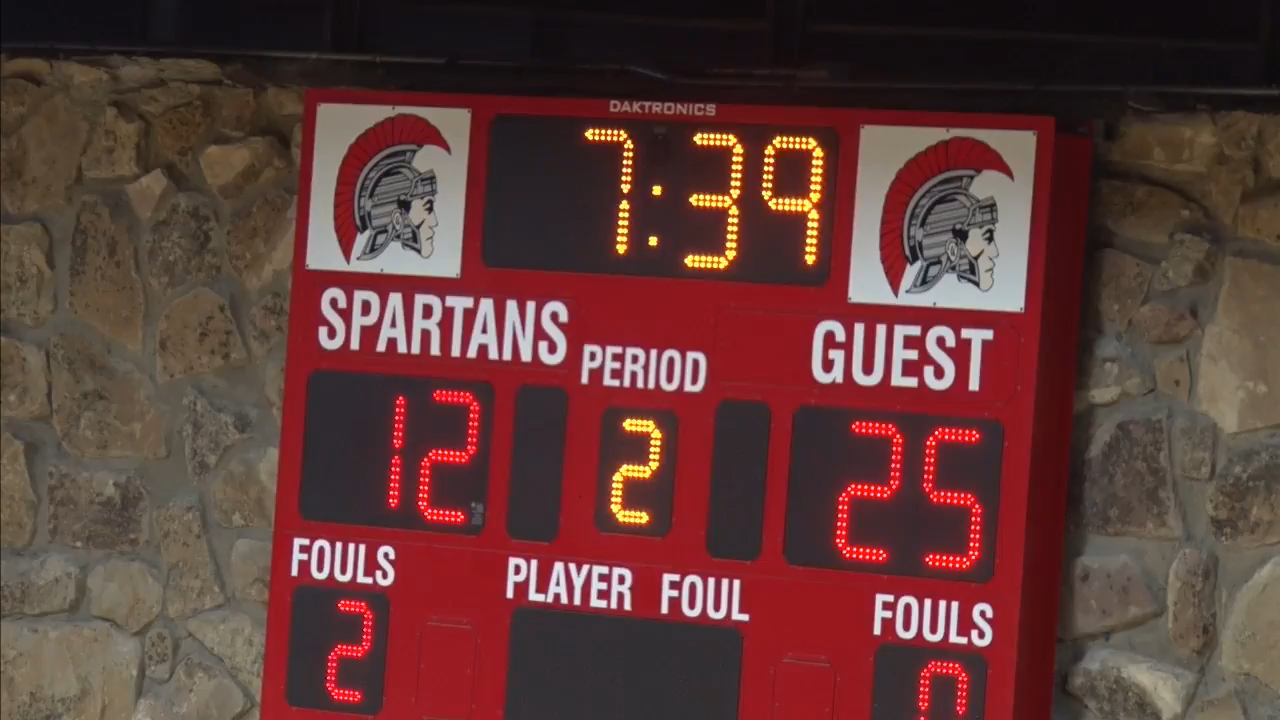 DAKTRONICS
7:39
SPARTANS
PERIOD
GUEST
12
2
25
FOULS
PLAYER FOUL
FOULS
2